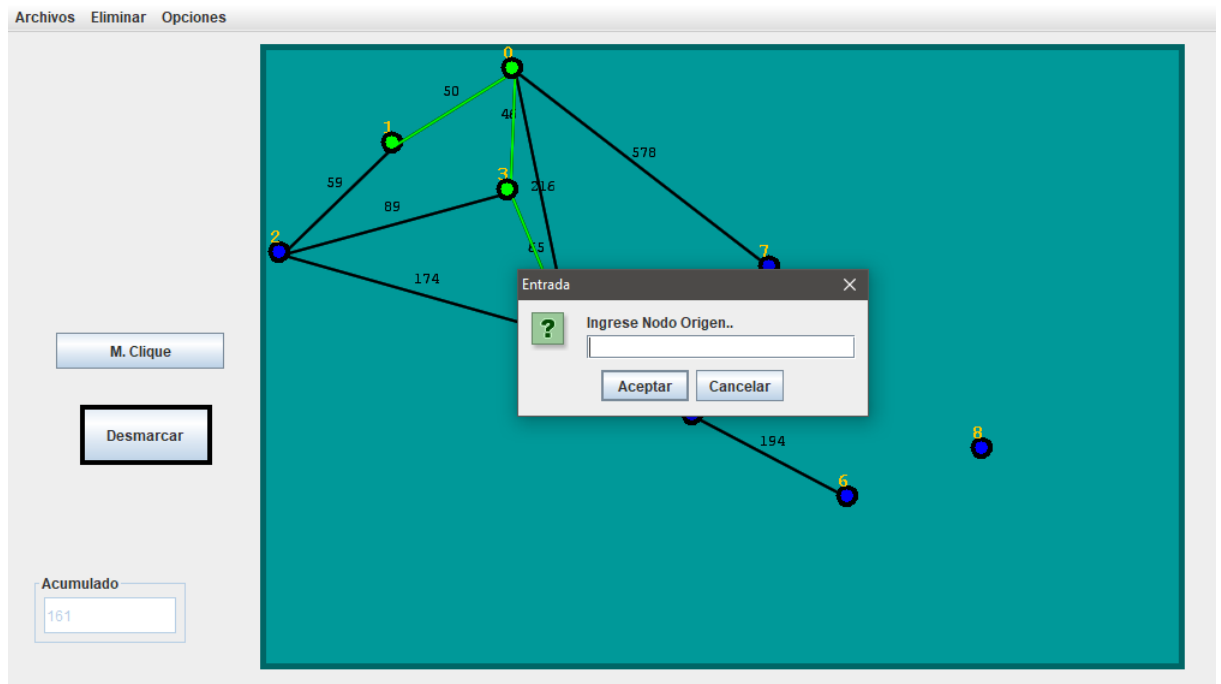 Archivos Eliminar Opciones
0
50
46
1
578
59
3
216
89
2
65
7
174
Entrada
Ingrese Nodo Origen..
M. Clique
Aceptar Cancelar
Desmarcar
194
8
6
Acumulado
161